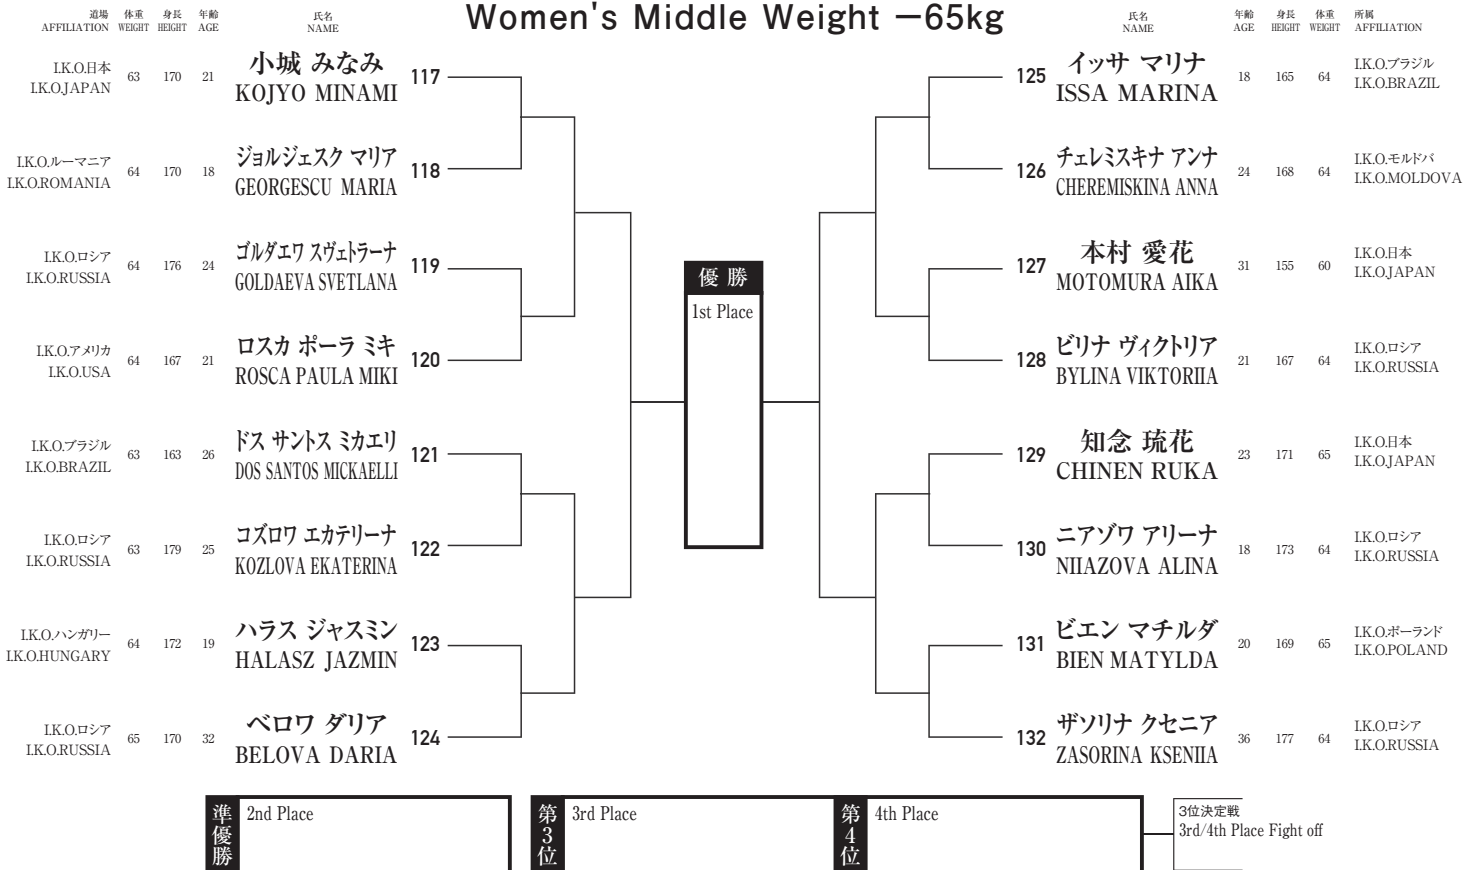 Women's Middle Weight －65kg
道場 体重 身長 年齢 氏名
AFFILIATION WEIGHT HEIGHT AGE NAME
I.K.O.日本
I.K.O.JAPAN
63 170 21
小城 みなみ
KOJYO MINAMI
117
I.K.O.ルーマニア
I.K.O.ROMANIA
64 170 18
ジョルジェスク マリア
GEORGESCU MARIA
118
I.K.O.ロシア
I.K.O.RUSSIA
64 176 24
ゴルダエワ スヴェトラーナ
GOLDAEVA SVETLANA
119
I.K.O.アメリカ
I.K.O.USA
64 167 21
ロスカ ポーラ ミキ
ROSCA PAULA MIKI
120
I.K.O.ブラジル
I.K.O.BRAZIL
63 163 26
ドス サントス ミカエリ
DOS SANTOS MICKAELLI
121
I.K.O.ロシア
I.K.O.RUSSIA
63 179 25
コズロワ エカテリーナ
KOZLOVA EKATERINA
122
I.K.O.ハンガリー
I.K.O.HUNGARY
64 172 19
ハラス ジャスミン
HALASZ JAZMIN
123
I.K.O.ロシア
I.K.O.RUSSIA
65 170 32
ベロワ ダリア
BELOVA DARIA
124
優勝
1st Place
氏名 年齢 身長 体重 所属
NAME AGE HEIGHT WEIGHT AFFILIATION
125
イッサ マリナ
ISSA MARINA
18 165 64
I.K.O.ブラジル
I.K.O.BRAZIL
126
チェレミスキナ アンナ
CHEREMISKINA ANNA
24 168 64
I.K.O.モルドバ
I.K.O.MOLDOVA
127
本村 愛花
MOTOMURA AIKA
31 155 60
I.K.O.日本
I.K.O.JAPAN
128
ビリナ ヴィクトリア
BYLINA VIKTORIIA
21 167 64
I.K.O.ロシア
I.K.O.RUSSIA
129
知念 琉花
CHINEN RUKA
23 171 65
I.K.O.日本
I.K.O.JAPAN
130
ニアゾワ アリーナ
NIIAZOVA ALINA
18 173 64
I.K.O.ロシア
I.K.O.RUSSIA
131
ビエン マチルダ
BIEN MATYLDA
20 169 65
I.K.O.ポーランド
I.K.O.POLAND
132
ザソリナ クセニア
ZASORINA KSENIIA
36 177 64
I.K.O.ロシア
I.K.O.RUSSIA
準優勝
2nd Place
第3位
3rd Place
第4位
4th Place
3位決定戦
3rd/4th Place Fight off